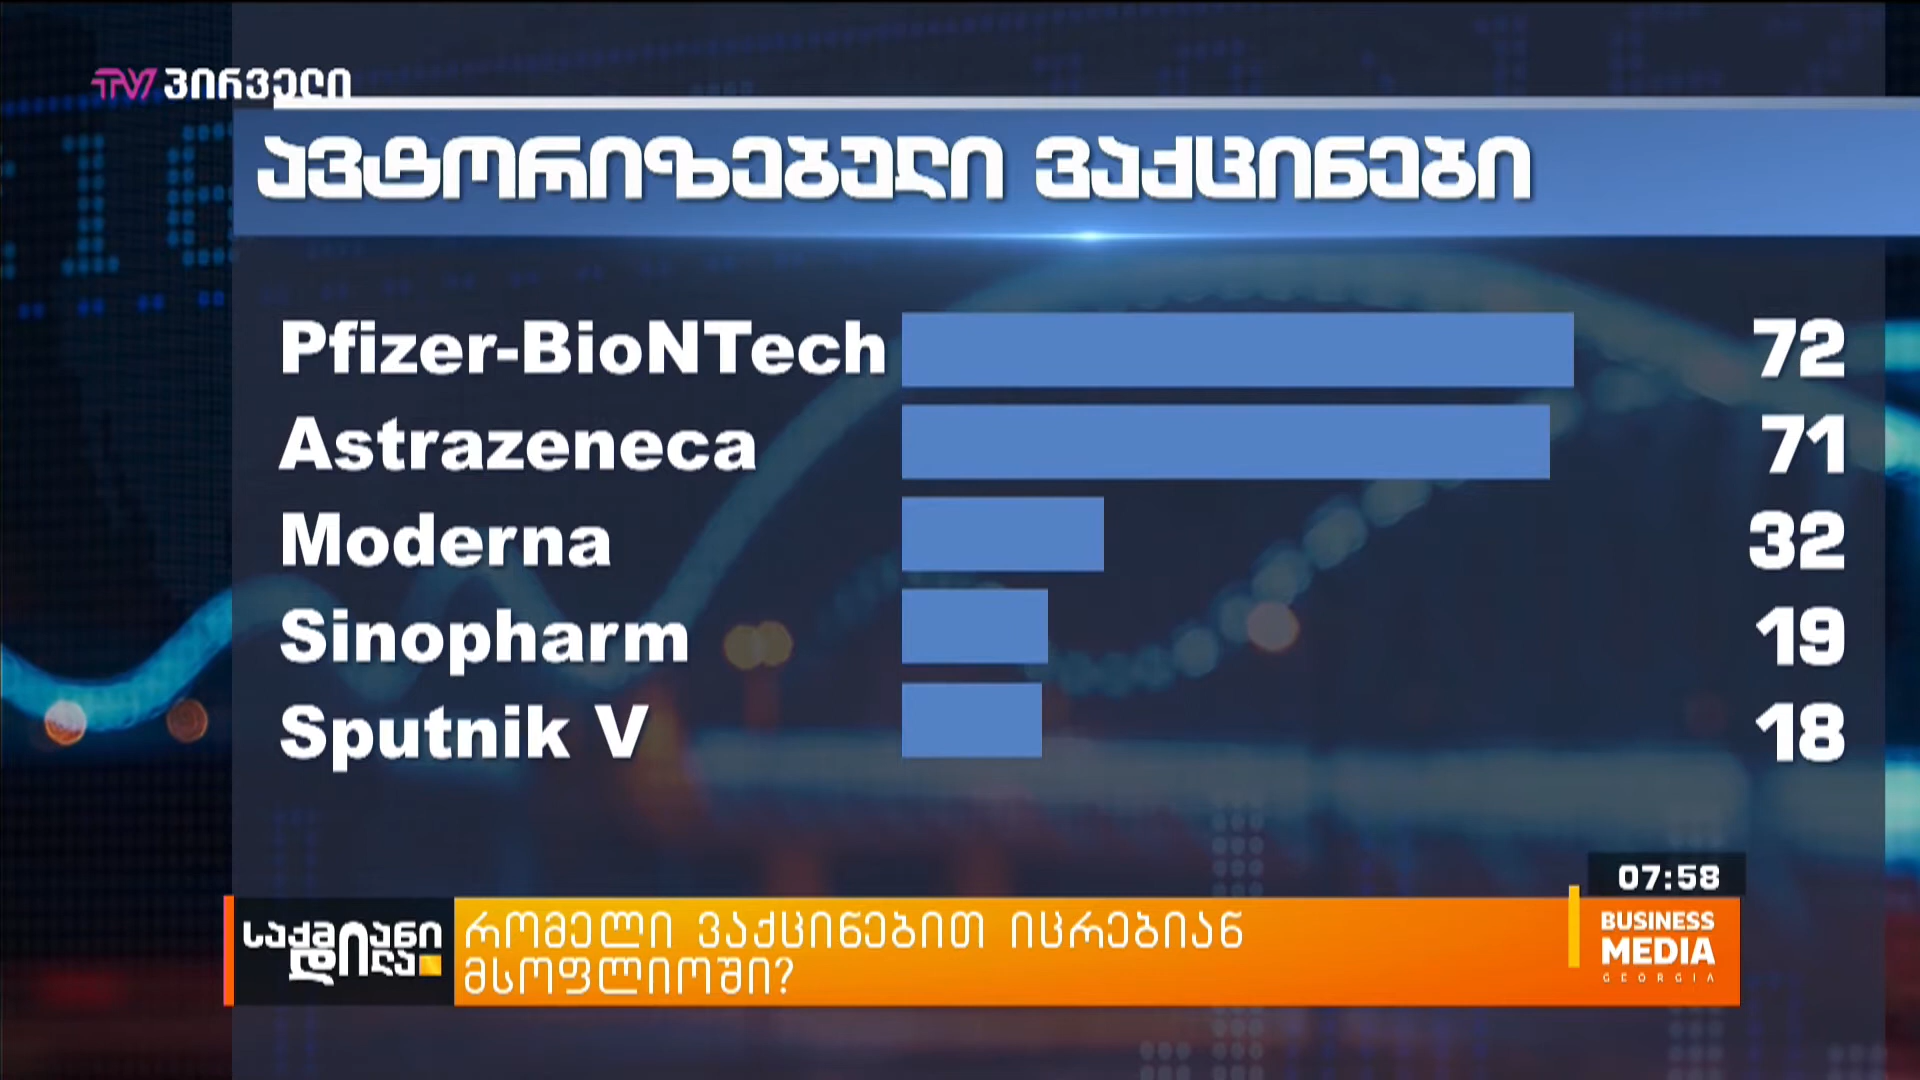 TV პირველი
ავტორიზებული ვაქცინები
Pfizer-BioNTech 72
Astrazeneca 71
Moderna 32
Sinopharm 19
Sputnik V 18
07:58
საქმიანი დილა
რომელი ვაქცინებით იცრებიან
მსოფლიოში?
BUSINESS
MEDIA
GEORGIA